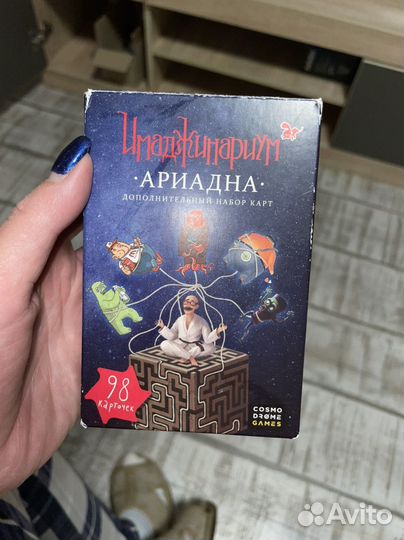 Имаджинариум
·АРИАДНА·
ДОПОЛНИТЕЛЬНЫЙ НАБОР КАРТ
98
карточек
COSMO
DROME
GAMES
Avito